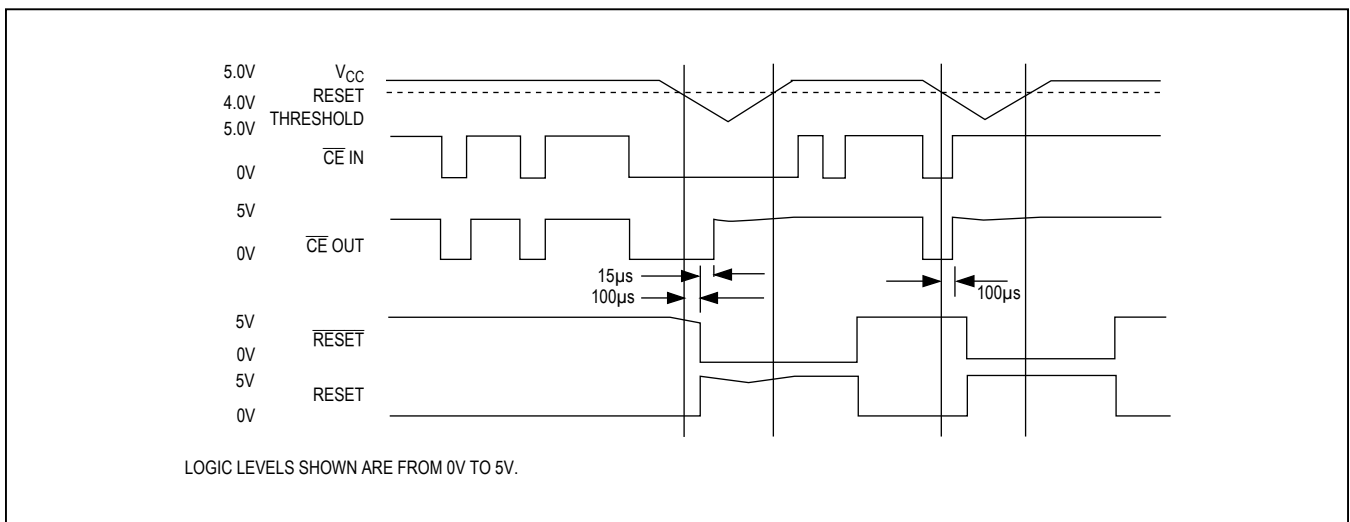 5.0V VCC
RESET
4.0V
THRESHOLD
5.0V
CE IN
0V
5V
CE OUT
0V
15µs
100µs
100µs
5V
RESET
0V
5V
RESET
0V
LOGIC LEVELS SHOWN ARE FROM 0V TO 5V.